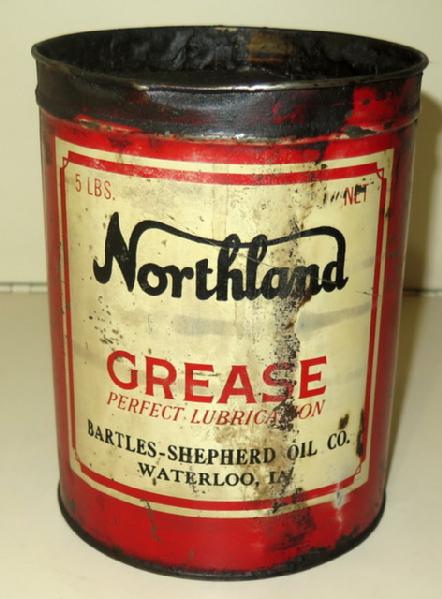 5 LBS. NET
Northland
GREASE
PERFECT LUBRICATION
BARTLES-SHEPHERD OIL CO.
WATERLOO, IA